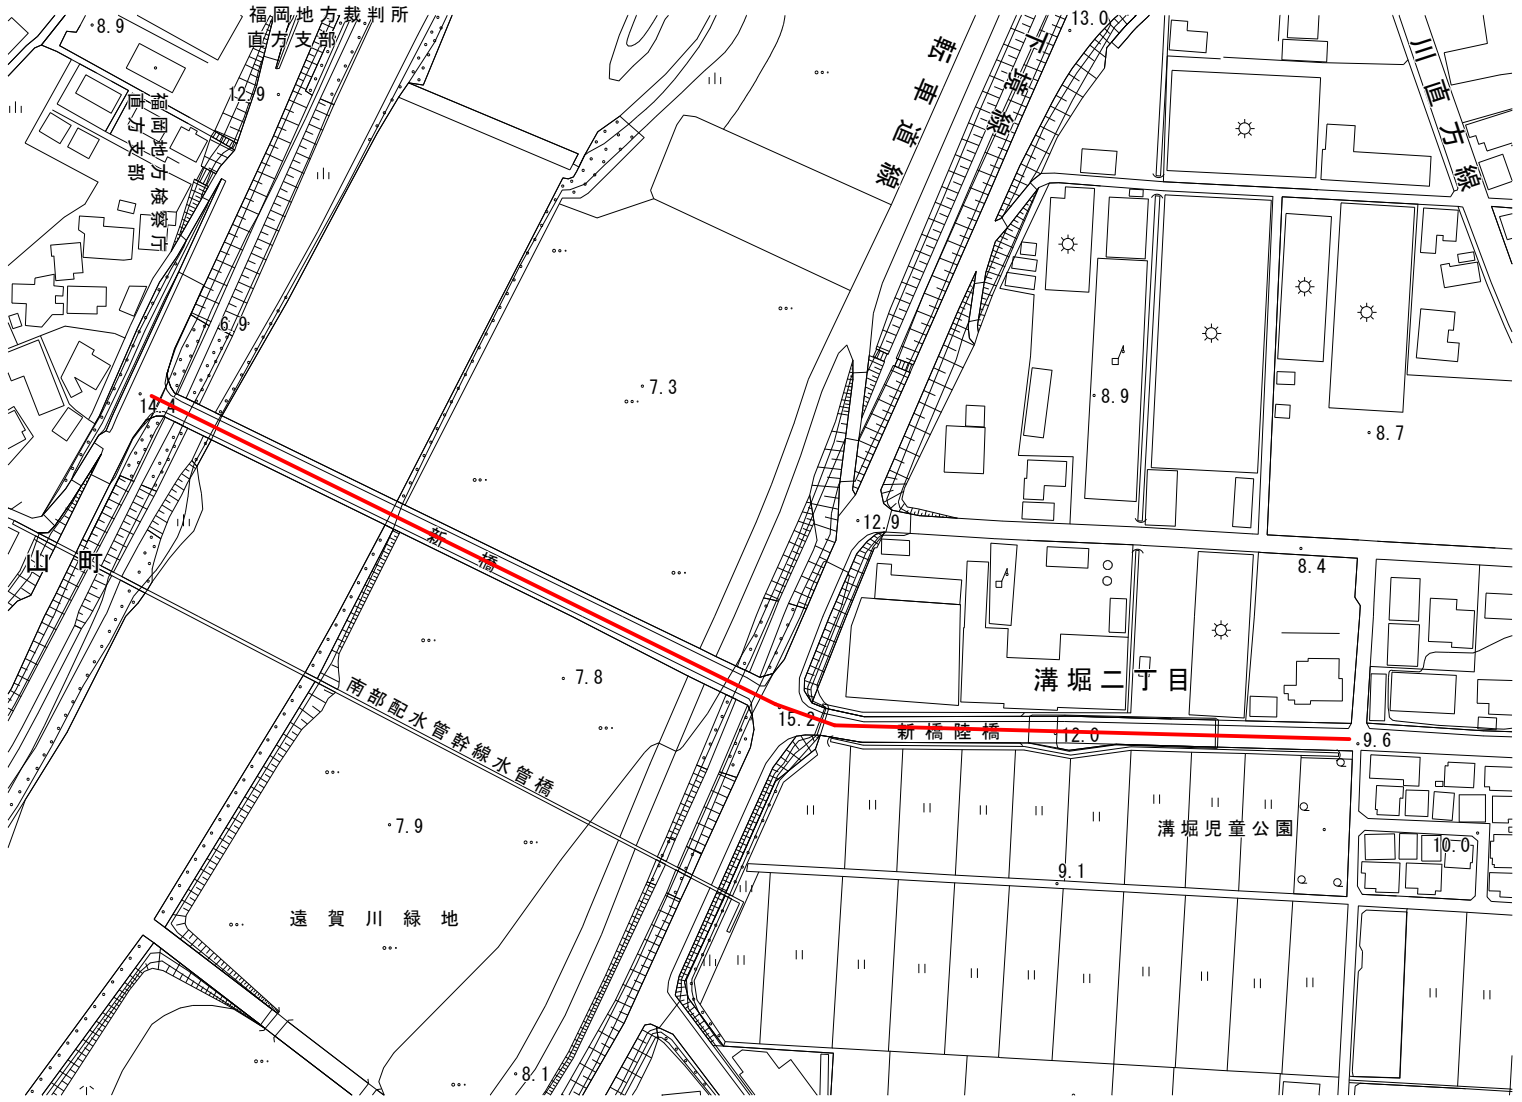 福岡地方裁判所
直方支部
8.9
13.0
12.9
福岡地方検察庁
直方支部
転車道線
下境線
川直方線
6.9
7.3
14.4
8.9
8.7
12.9
新橋
山町
8.4
7.8
溝堀二丁目
南部配水管幹線水管橋
15.2
新橋陸橋
12.0
9.6
7.9
溝堀児童公園
10.0
9.1
遠賀川緑地
8.1